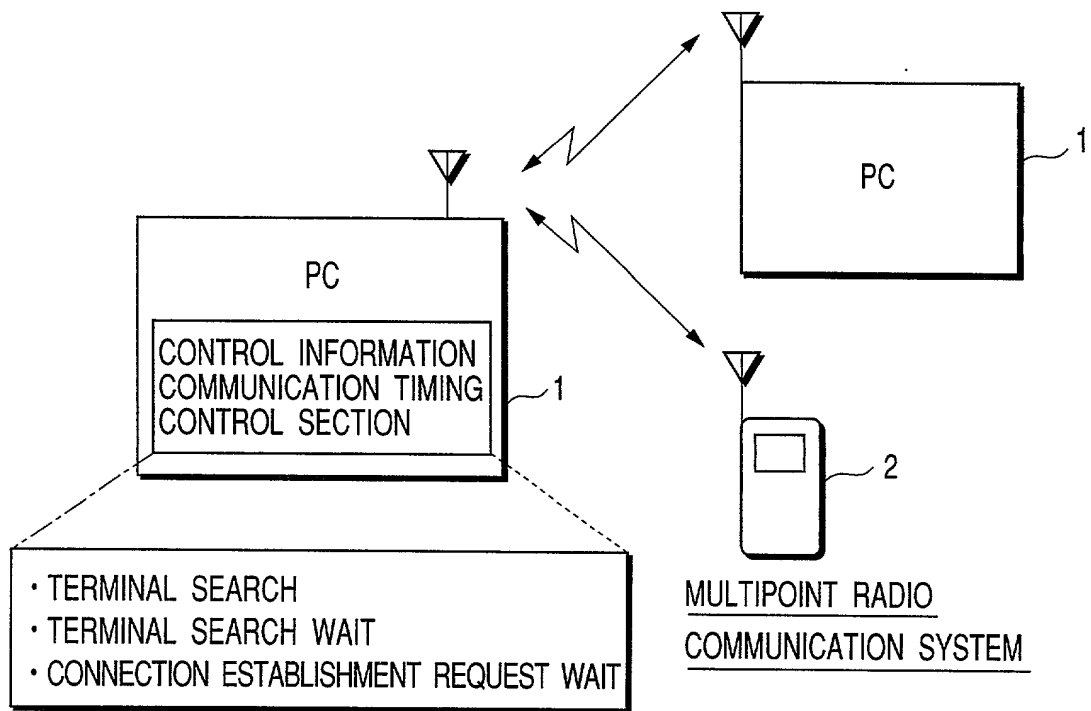 PC
1
PC
CONTROL INFORMATION
COMMUNICATION TIMING
CONTROL SECTION
1
2
· TERMINAL SEARCH
· TERMINAL SEARCH WAIT
· CONNECTION ESTABLISHMENT REQUEST WAIT
MULTIPOINT RADIO
COMMUNICATION SYSTEM